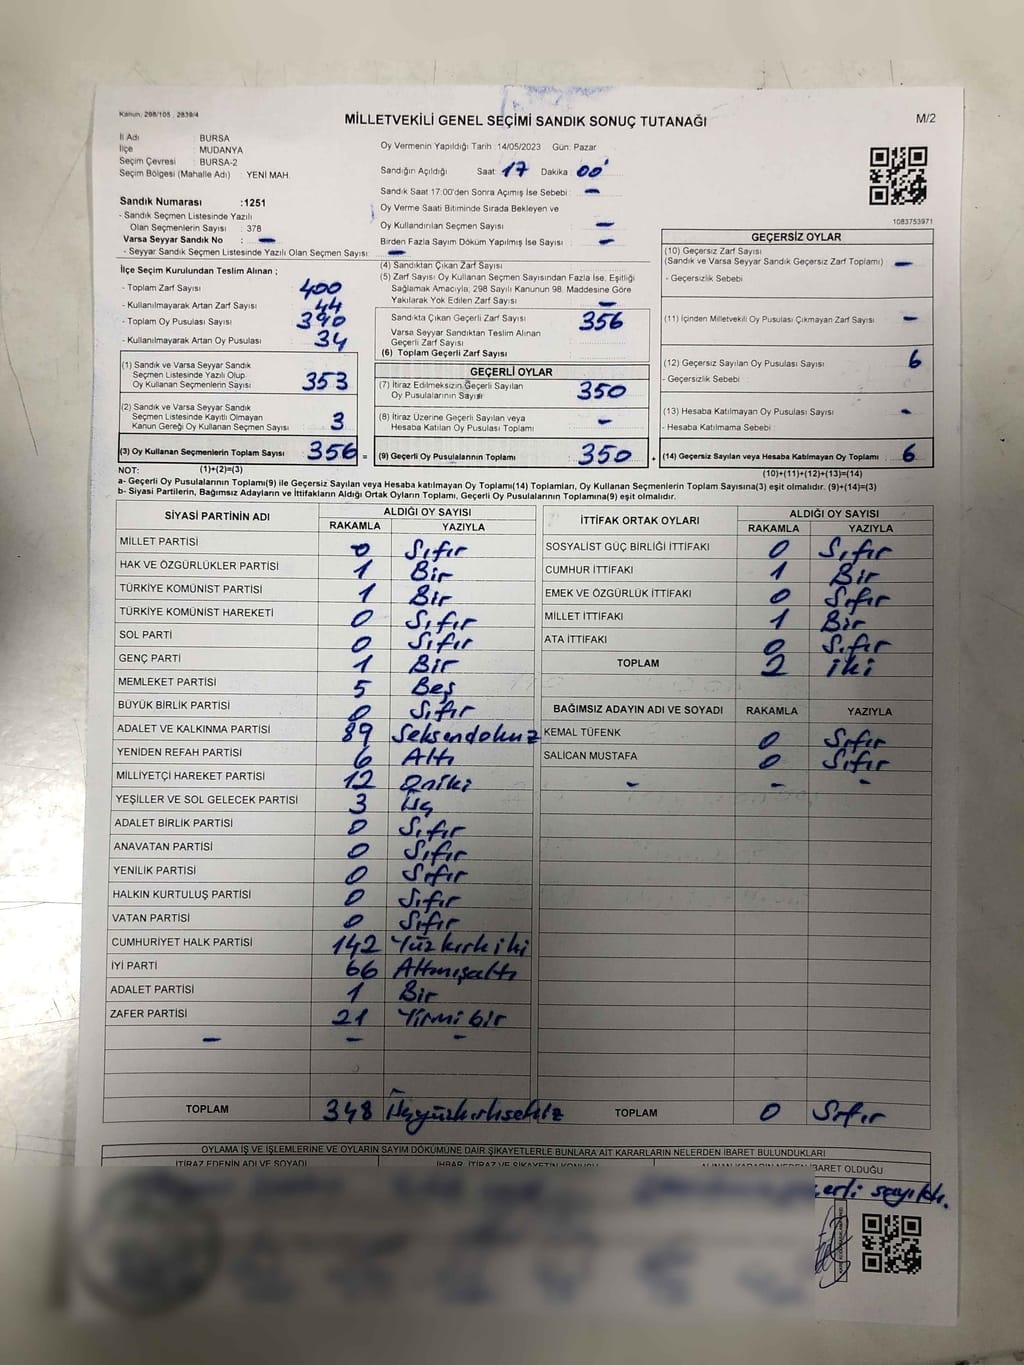 Kanun, 298/105 , 2839/4
MİLLETVEKİLİ GENEL SEÇİMİ SANDIK SONUÇ TUTANAĞI
M/2
İl Adı BURSA
İlçe MUDANYA
Seçim Çevresi BURSA-2
Seçim Bölgesi (Mahalle Adı) : YENİ MAH.
Sandık Numarası :1251
- Sandık Seçmen Listesinde Yazılı
Olan Seçmenlerin Sayısı : 378
Varsa Seyyar Sandık No : -
- Seyyar Sandık Seçmen Listesinde Yazılı Olan Seçmen Sayısı: -
Oy Vermenin Yapıldığı Tarih :14/05/2023 Gün: Pazar
Sandığın Açıldığı Saat: 17 Dakika : 00'
Sandık Saat 17:00'den Sonra Açımış İse Sebebi : -
Oy Verme Saati Bitiminde Sırada Bekleyen ve
Oy Kullandırılan Seçmen Sayısı : -
Birden Fazla Sayım Döküm Yapılmış İse Sayısı : -
1083753971
İlçe Seçim Kurulundan Teslim Alınan ;
- Toplam Zarf Sayısı 400
- Kullanılmayarak Artan Zarf Sayısı 44
- Toplam Oy Pusulası Sayısı 390
- Kullanılmayarak Artan Oy Pusulası 34
(1) Sandık ve Varsa Seyyar Sandık
Seçmen Listesinde Yazılı Olup
Oy Kullanan Seçmenlerin Sayısı 353
(2) Sandık ve Varsa Seyyar Sandık
Seçmen Listesinde Kayıtlı Olmayan
Kanun Gereği Oy Kullanan Seçmen Sayısı 3
(3) Oy Kullanan Seçmenlerin Toplam Sayısı 356 =
(4) Sandıktan Çıkan Zarf Sayısı
(5) Zarf Sayısı Oy Kullanan Seçmen Sayısından Fazla İse, Eşitliği
Sağlamak Amacıyla, 298 Sayılı Kanunun 98. Maddesine Göre
Yakılarak Yok Edilen Zarf Sayısı -
Sandıkta Çıkan Geçerli Zarf Sayısı 356
Varsa Seyyar Sandıktan Teslim Alınan
Geçerli Zarf Sayısı
(6) Toplam Geçerli Zarf Sayısı
GEÇERLİ OYLAR
(7) İtiraz Edilmeksizin Geçerli Sayılan
Oy Pusulalarının Sayısı 350
(8) İtiraz Üzerine Geçerli Sayılan veya
Hesaba Katılan Oy Pusulası Toplamı -
(9) Geçerli Oy Pusulalarının Toplamı 350 +
GEÇERSİZ OYLAR
(10) Geçersiz Zarf Sayısı
(Sandık ve Varsa Seyyar Sandık Geçersiz Zarf Toplamı) -
- Geçersizlik Sebebi
(11) İçinden Milletvekili Oy Pusulası Çıkmayan Zarf Sayısı -
(12) Geçersiz Sayılan Oy Pusulası Sayısı 6
- Geçersizlik Sebebi
(13) Hesaba Katılmayan Oy Pusulası Sayısı -
- Hesaba Katılmama Sebebi
(14) Geçersiz Sayılan veya Hesaba Katılmayan Oy Toplamı 6
NOT: (1)+(2)=(3)
(10)+(11)+(12)+(13)=(14)
a- Geçerli Oy Pusulalarının Toplamı(9) ile Geçersiz Sayılan veya Hesaba katılmayan Oy Toplamı(14) Toplamları, Oy Kullanan Seçmenlerin Toplam Sayısına(3) eşit olmalıdır. (9)+(14)=(3)
b- Siyasi Partilerin, Bağımsız Adayların ve İttifakların Aldığı Ortak Oyların Toplamı, Geçerli Oy Pusulalarının Toplamına(9) eşit olmalıdır.
SİYASİ PARTİNİN ADI ALDIĞI OY SAYISI
RAKAMLA YAZIYLA
MİLLET PARTİSİ 0 Sıfır
HAK VE ÖZGÜRLÜKLER PARTİSİ 1 Bir
TÜRKİYE KOMÜNİST PARTİSİ 1 Bir
TÜRKİYE KOMÜNİST HAREKETİ 0 Sıfır
SOL PARTİ 0 Sıfır
GENÇ PARTİ 1 Bir
MEMLEKET PARTİSİ 5 Beş
BÜYÜK BİRLİK PARTİSİ 0 Sıfır
ADALET VE KALKINMA PARTİSİ 89 Seksendokuz
YENİDEN REFAH PARTİSİ 6 Altı
MİLLİYETÇİ HAREKET PARTİSİ 12 Oniki
YEŞİLLER VE SOL GELECEK PARTİSİ 3 Üç
ADALET BİRLİK PARTİSİ 0 Sıfır
ANAVATAN PARTİSİ 0 Sıfır
YENİLİK PARTİSİ 0 Sıfır
HALKIN KURTULUŞ PARTİSİ 0 Sıfır
VATAN PARTİSİ 0 Sıfır
CUMHURİYET HALK PARTİSİ 142 Yüzkırkiki
İYİ PARTİ 66 Altmışaltı
ADALET PARTİSİ 1 Bir
ZAFER PARTİSİ 21 Yirmibir
- - -
TOPLAM 348 İkiyüzkırksekiz
İTTİFAK ORTAK OYLARI ALDIĞI OY SAYISI
RAKAMLA YAZIYLA
SOSYALİST GÜÇ BİRLİĞİ İTTİFAKI 0 Sıfır
CUMHUR İTTİFAKI 1 Bir
EMEK VE ÖZGÜRLÜK İTTİFAKI 0 Sıfır
MİLLET İTTİFAKI 1 Bir
ATA İTTİFAKI 0 Sıfır
TOPLAM 2 iki
BAĞIMSIZ ADAYIN ADI VE SOYADI RAKAMLA YAZIYLA
KEMAL TÜFENK 0 Sıfır
SALİCAN MUSTAFA 0 Sıfır
- - -
TOPLAM 0 Sıfır
OYLAMA İŞ VE İŞLEMLERİNE VE OYLARIN SAYIM DÖKÜMÜNE DAİR ŞİKAYETLERLE BUNLARA AİT KARARLARIN NELERDEN İBARET BULUNDUKLARI
İTİRAZ EDENİN ADI VE SOYADI İHBAR, İTİRAZ VE ŞİKAYETİN KONUSU ALINAN KARARIN NEDEN İBARET OLDUĞU
sayıldı.